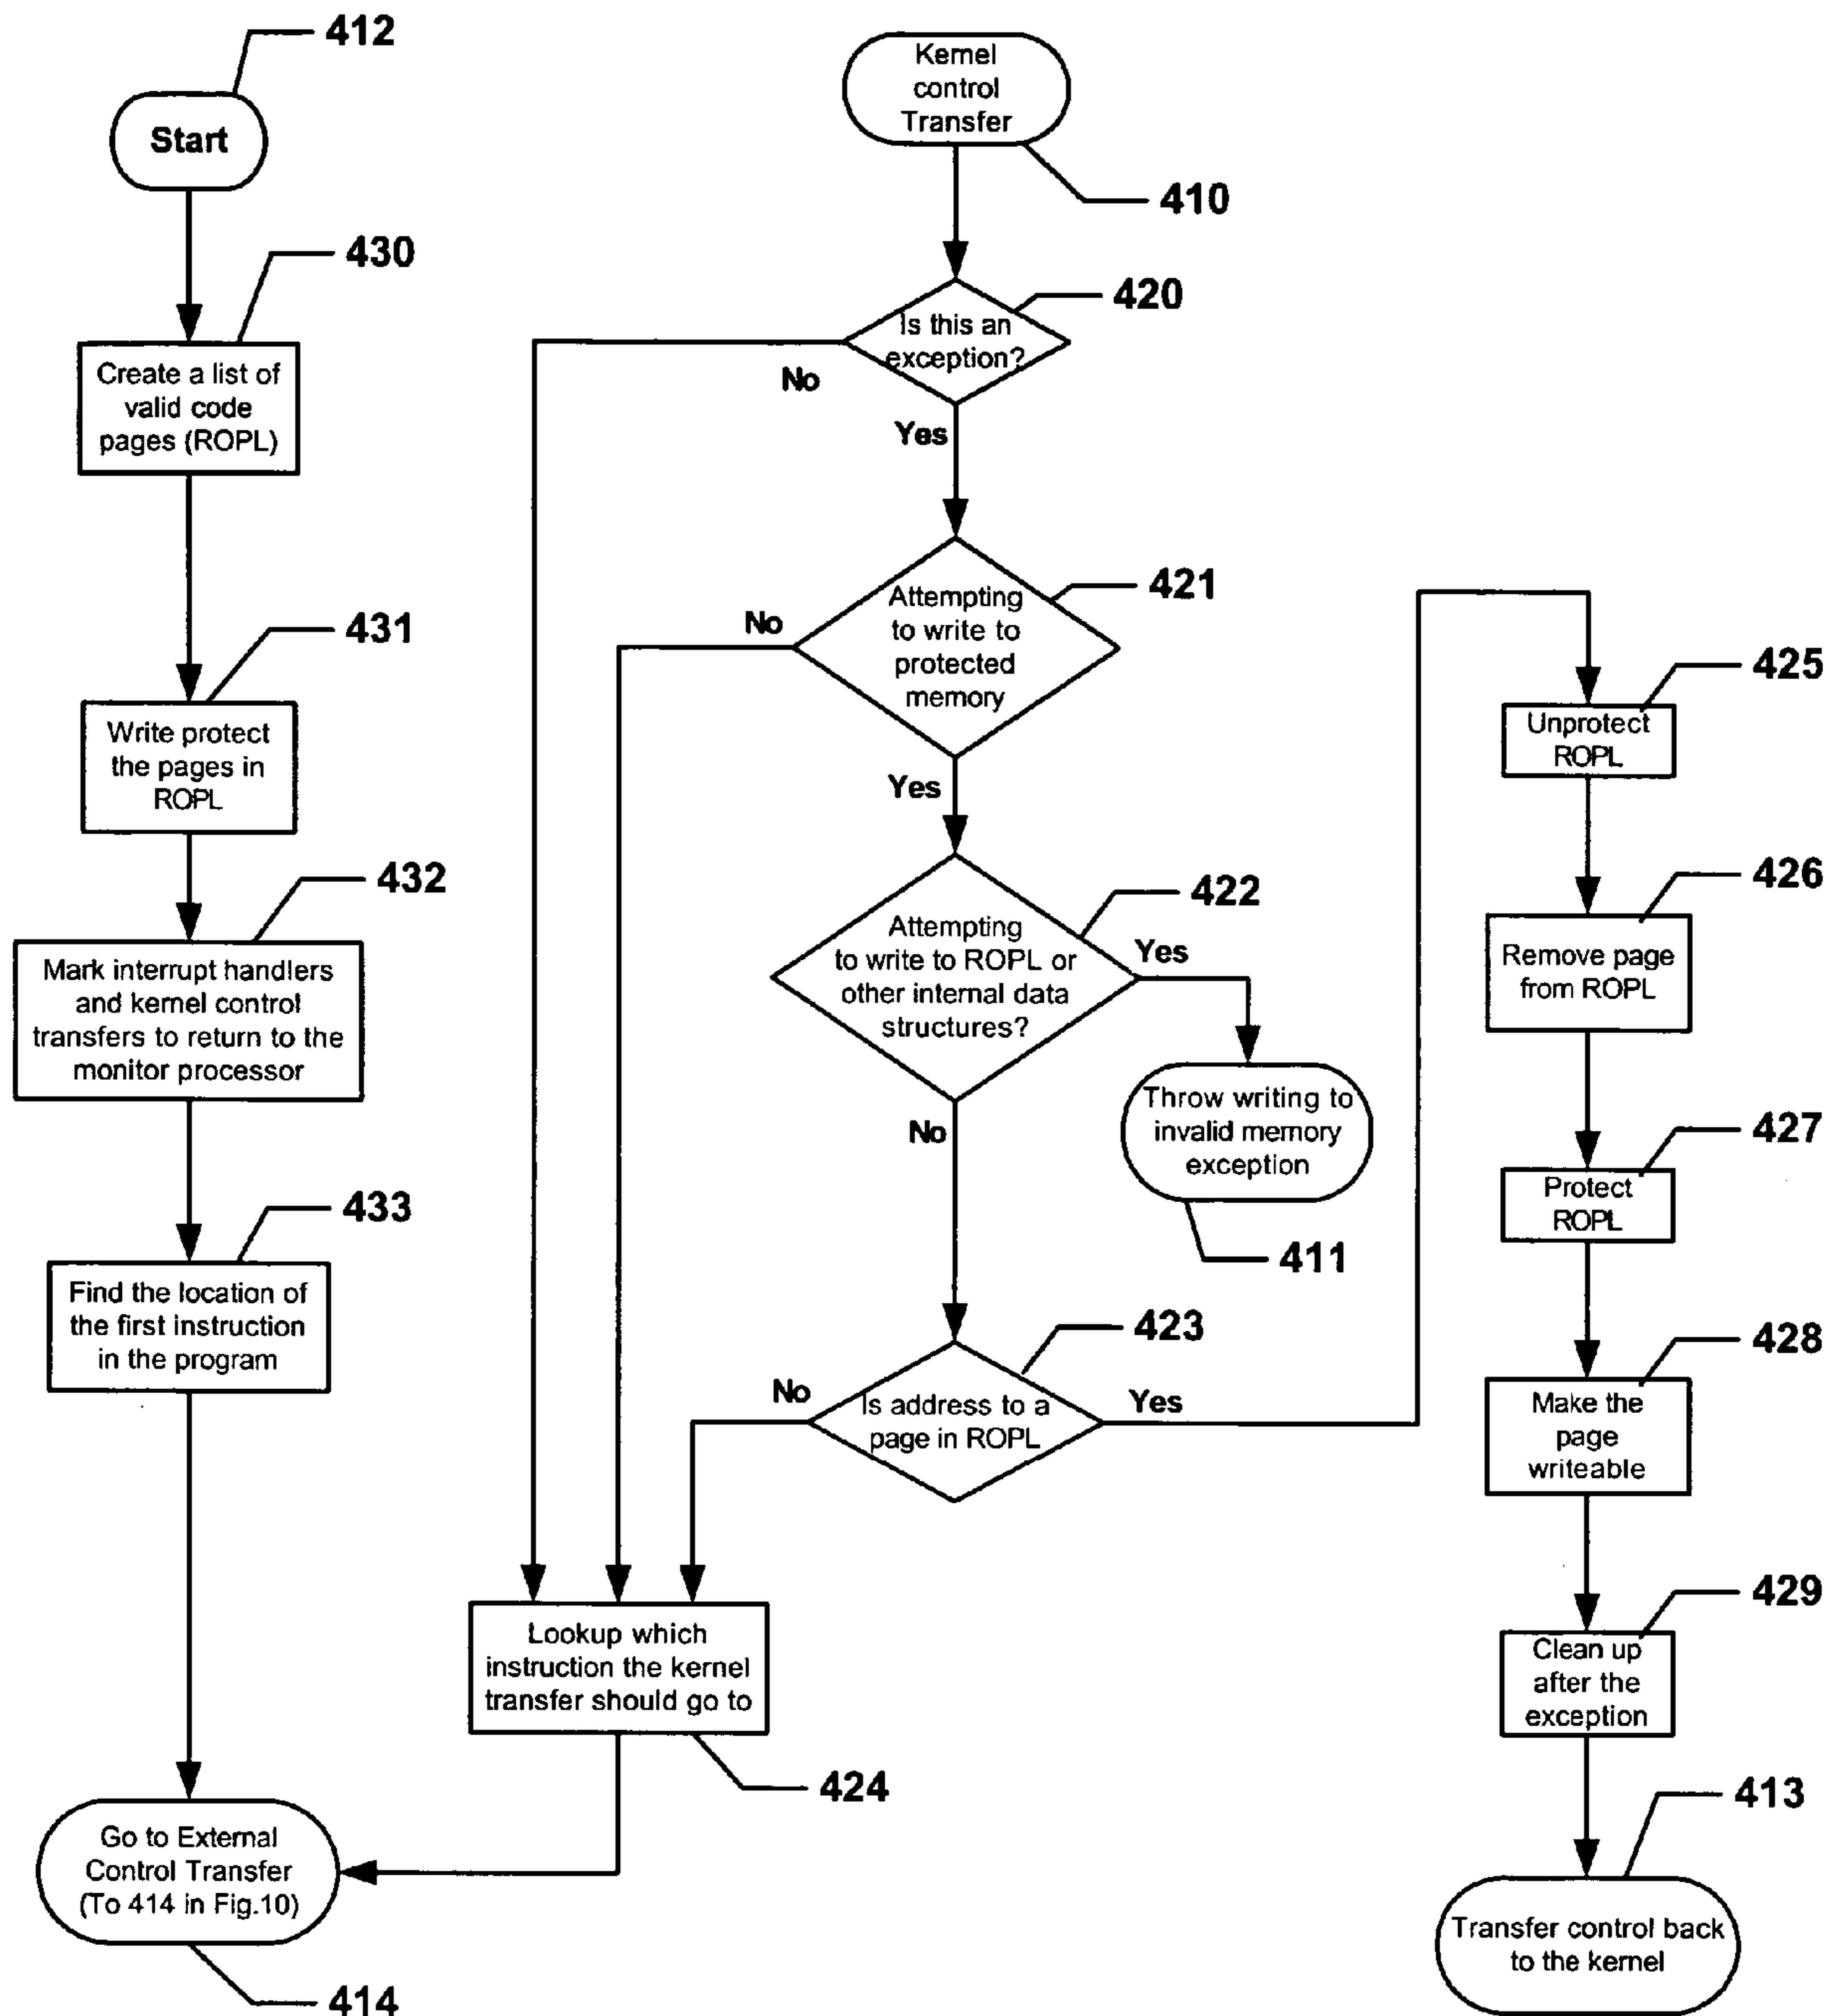 412
Start
430
Create a list of
valid code
pages (ROPL)
431
Write protect
the pages in
ROPL
432
Mark interrupt handlers
and kernel control
transfers to return to the
monitor processor
433
Find the location of
the first instruction
in the program
Go to External
Control Transfer
(To 414 in Fig.10)
414
Kernel
control
Transfer
410
420
Is this an
exception?
No
Yes
421
Attempting
to write to
protected
memory
No
Yes
422
Attempting
to write to ROPL or
other internal data
structures?
Yes
No
Throw writing to
invalid memory
exception
411
423
Is address to a
page in ROPL
No
Yes
Lookup which
instruction the kernel
transfer should go to
424
425
Unprotect
ROPL
426
Remove page
from ROPL
427
Protect
ROPL
428
Make the
page
writeable
429
Clean up
after the
exception
413
Transfer control back
to the kernel